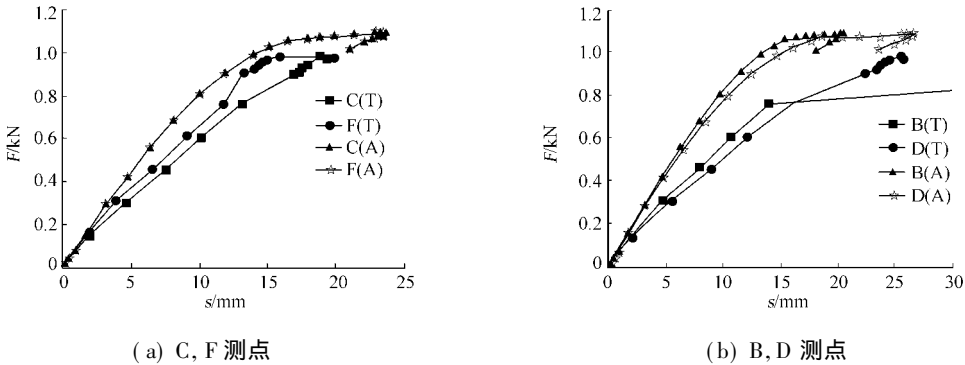 1.2
1.0
0.8
0.6
0.4
0.2
0
F/kN
C(T)
F(T)
C(A)
F(A)
0 5 10 15 20 25
s/mm
(a) C, F 测点
1.2
1.0
0.8
0.6
0.4
0.2
0
F/kN
B(T)
D(T)
B(A)
D(A)
0 5 10 15 20 25 30
s/mm
(b) B,D 测点